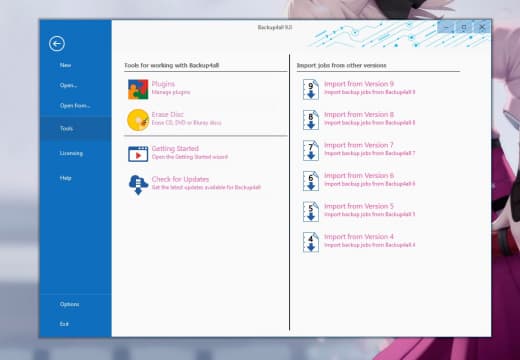 Backup4all 9.0
New
Open...
Open from...
Tools
Licensing
Help
Options
Exit
Tools for working with Backup4all
Plugins
Manage plugins
Erase Disc
Erase CD, DVD or Bluray discs
Getting Started
Open the Getting Started wizard
Check for Updates
Get the latest updates available for Backup4all
Import jobs from other versions
9
Import from Version 9
Import backup jobs from Backup4all 9
8
Import from Version 8
Import backup jobs from Backup4all 8
7
Import from Version 7
Import backup jobs from Backup4all 7
6
Import from Version 6
Import backup jobs from Backup4all 6
5
Import from Version 5
Import backup jobs from Backup4all 5
4
Import from Version 4
Import backup jobs from Backup4all 4